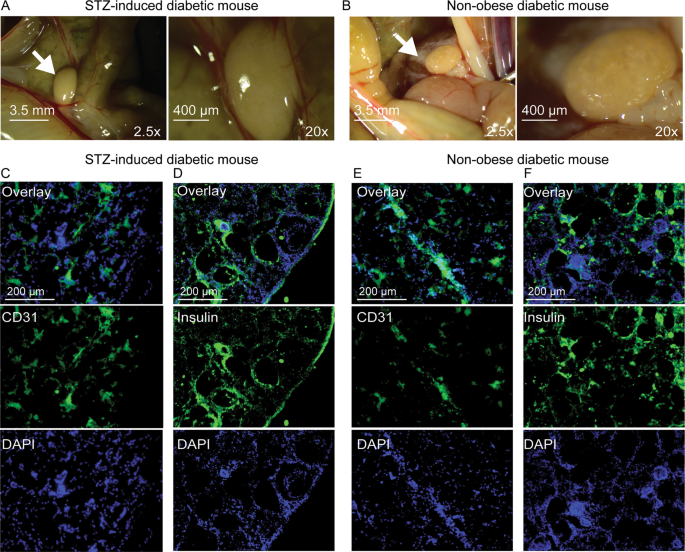 A
STZ-induced diabetic mouse
B
Non-obese diabetic mouse
3.5 mm
2.5x
400 µm
20x
3.5 mm
2.5x
400 µm
20x
STZ-induced diabetic mouse
Non-obese diabetic mouse
C
D
E
F
Overlay
Overlay
Overlay
Overlay
200 µm
200 µm
200 µm
200 µm
CD31
Insulin
CD31
Insulin
DAPI
DAPI
DAPI
DAPI